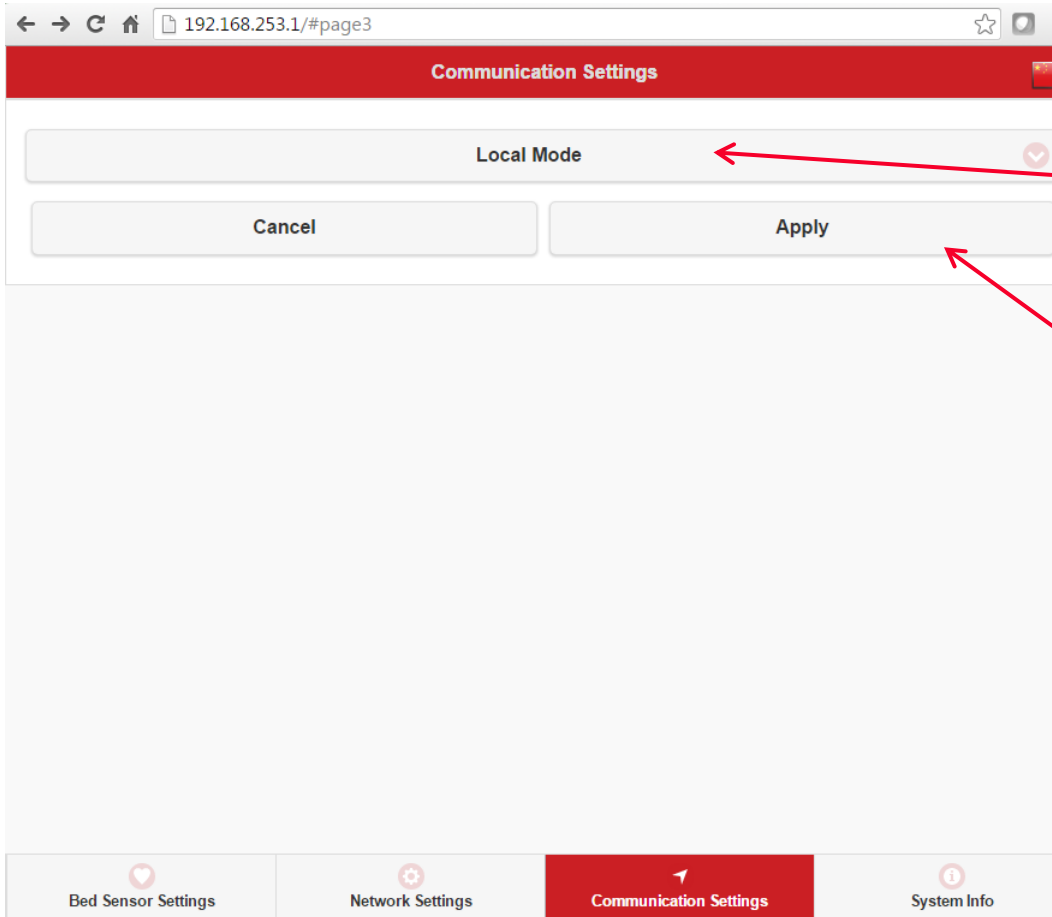 192.168.253.1/#page3
Communication Settings
Local Mode
Cancel
Apply
Bed Sensor Settings
Network Settings
Communication Settings
System Info